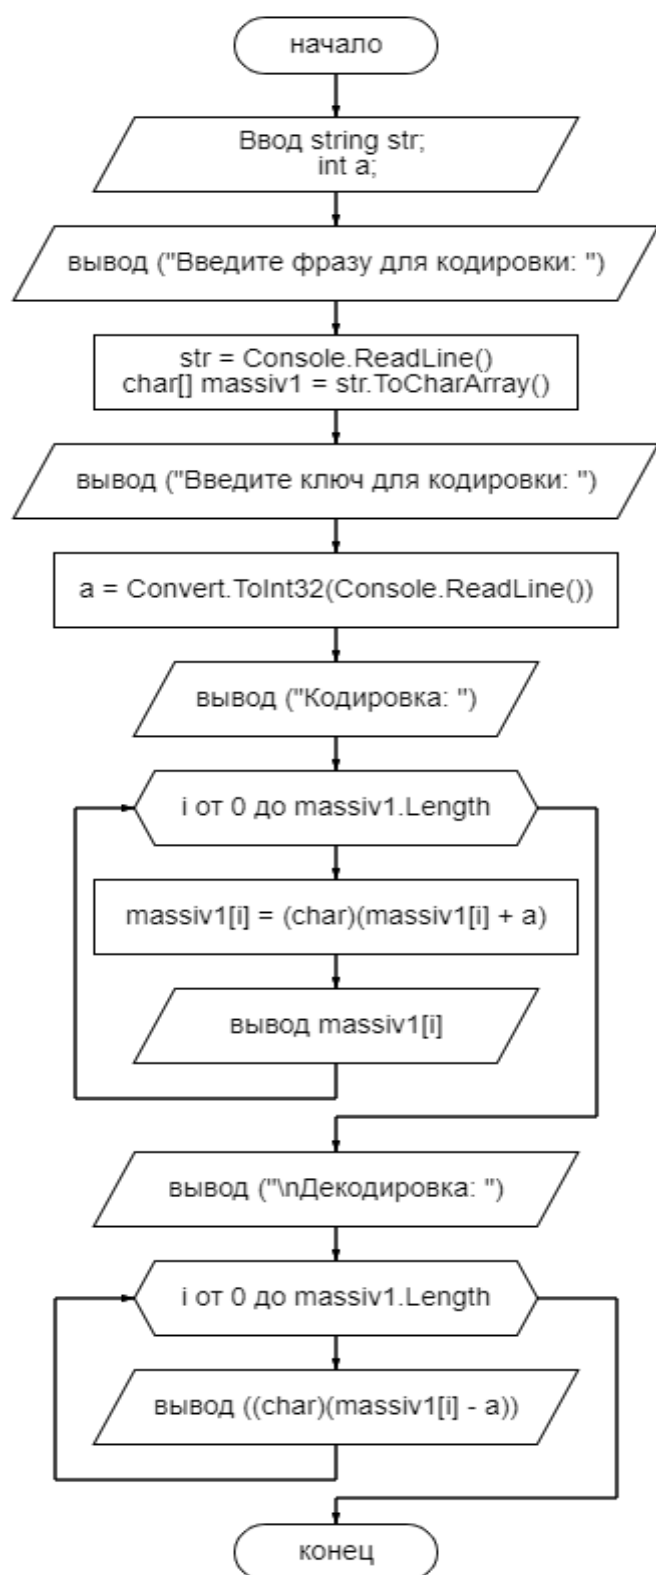 начало
Ввод string str;
int a;
вывод ("Введите фразу для кодировки: ")
str = Console.ReadLine()
char[] massiv1 = str.ToCharArray()
вывод ("Введите ключ для кодировки: ")
a = Convert.ToInt32(Console.ReadLine())
вывод ("Кодировка: ")
i от 0 до massiv1.Length
massiv1[i] = (char)(massiv1[i] + a)
вывод massiv1[i]
вывод ("\nДекодировка: ")
i от 0 до massiv1.Length
вывод ((char)(massiv1[i] - a))
конец